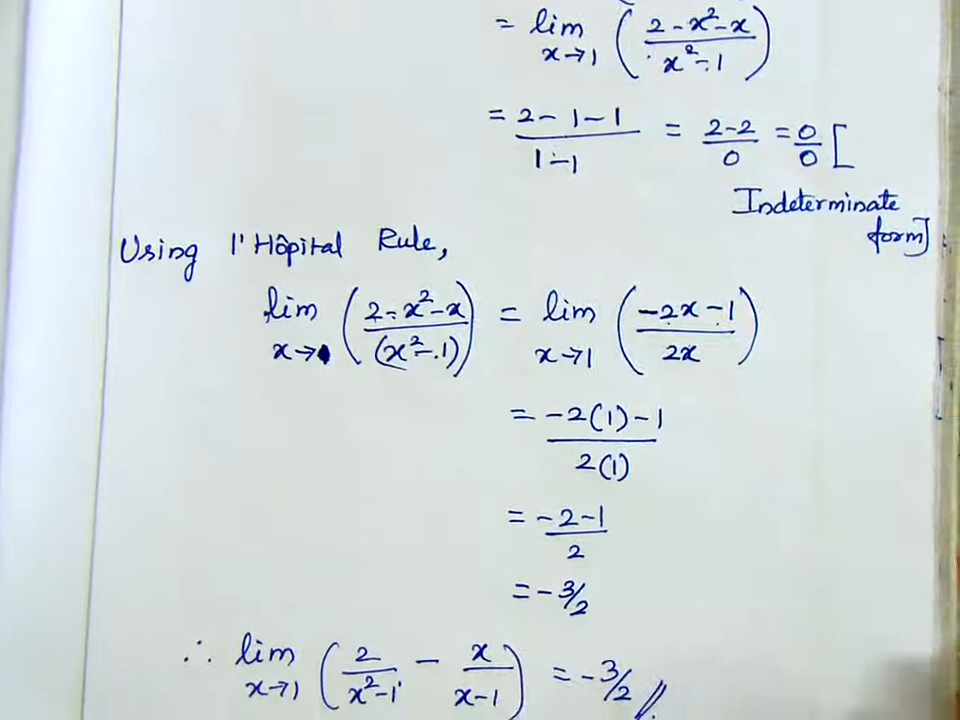 = lim x→1 ( (2-x²-x) / (x²-1) )
= (2-1-1) / (1-1) = (2-2) / 0 = 0/0 [
Indeterminate
form]
Using l'Hôpital Rule,
lim x→1 ( (2-x²-x) / (x²-1) ) = lim x→1 ( (-2x-1) / 2x )
= (-2(1)-1) / 2(1)
= (-2-1) / 2
= -3/2
∴ lim x→1 ( 2/(x²-1) - x/(x-1) ) = -3/2 //.